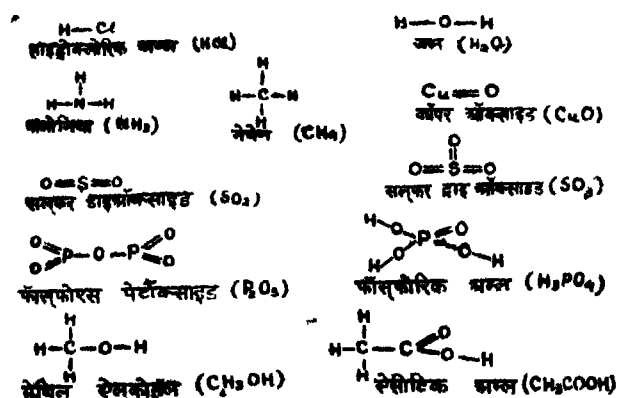 H—Cl
हाइड्रोक्लोरिक अम्ल (HCl)
H—O—H
जल (H₂O)
H
H—N—H
अमोनिया (NH₃)
H
H—C—H
H
मेथेन (CH₄)
Cu=O
कॉपर ऑक्साइड (CuO)
O=S=O
सल्फर डाइऑक्साइड (SO₂)
O
O=S=O
सल्फर ट्राइ ऑक्साइड (SO₃)
O O
P—O—P
O O
फॉस्फोरस पेंटॉक्साइड (P₂O₅)
H—O O
P
H—O O—H
फॉस्फोरिक अम्ल (H₃PO₄)
H
H—C—O—H
H
मेथिल ऐल्कोहॉल (CH₃OH)
H O
H—C—C
H O—H
ऐसीटिक अम्ल (CH₃COOH)